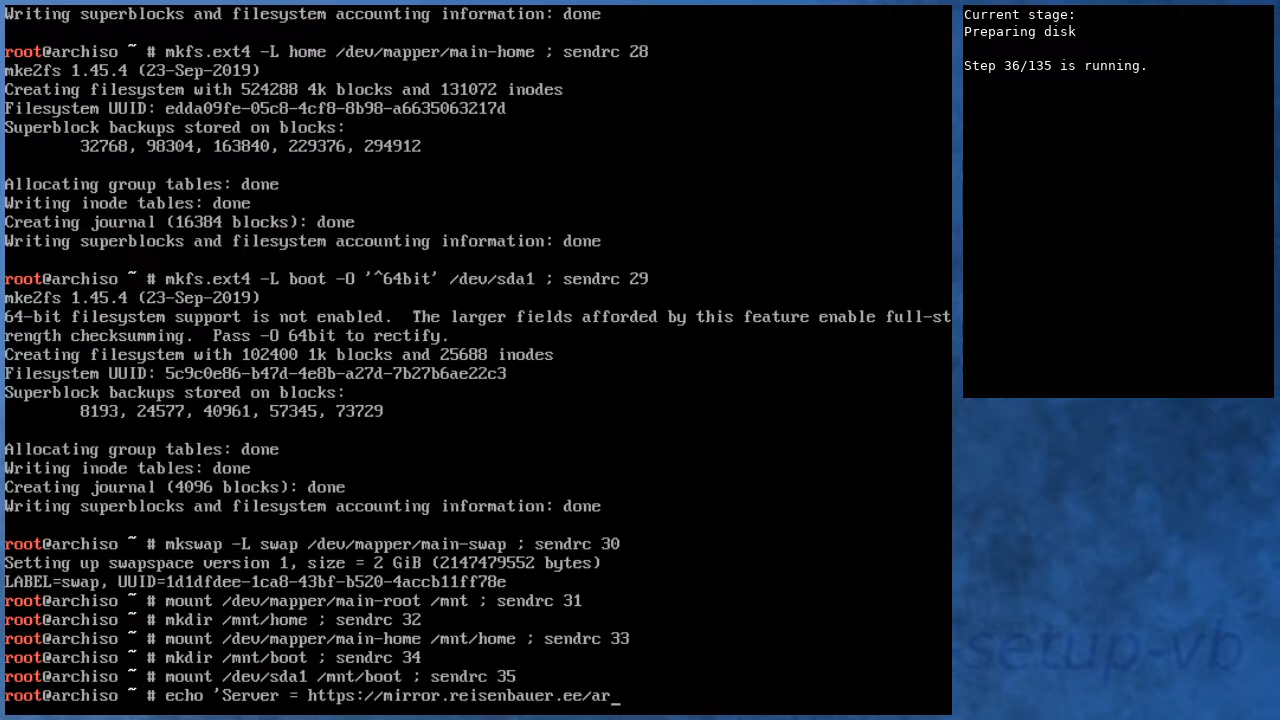 Writing superblocks and filesystem accounting information: done
root@archiso ~ # mkfs.ext4 -L home /dev/mapper/main-home ; sendrc 28
mke2fs 1.45.4 (23-Sep-2019)
Creating filesystem with 524288 4k blocks and 131072 inodes
Filesystem UUID: edda09fe-05c8-4cf8-8b98-a6635063217d
Superblock backups stored on blocks:
32768, 98304, 163840, 229376, 294912
Allocating group tables: done
Writing inode tables: done
Creating journal (16384 blocks): done
Writing superblocks and filesystem accounting information: done
root@archiso ~ # mkfs.ext4 -L boot -O '^64bit' /dev/sda1 ; sendrc 29
mke2fs 1.45.4 (23-Sep-2019)
64-bit filesystem support is not enabled.  The larger fields afforded by this feature enable full-st
rength checksumming.  Pass -O 64bit to rectify.
Creating filesystem with 102400 1k blocks and 25688 inodes
Filesystem UUID: 5c9c0e86-b47d-4e8b-a27d-7b27b6ae22c3
Superblock backups stored on blocks:
8193, 24577, 40961, 57345, 73729
Allocating group tables: done
Writing inode tables: done
Creating journal (4096 blocks): done
Writing superblocks and filesystem accounting information: done
root@archiso ~ # mkswap -L swap /dev/mapper/main-swap ; sendrc 30
Setting up swapspace version 1, size = 2 GiB (2147479552 bytes)
LABEL=swap, UUID=1d1dfdee-1ca8-43bf-b520-4accb11ff78e
root@archiso ~ # mount /dev/mapper/main-root /mnt ; sendrc 31
root@archiso ~ # mkdir /mnt/home ; sendrc 32
root@archiso ~ # mount /dev/mapper/main-home /mnt/home ; sendrc 33
root@archiso ~ # mkdir /mnt/boot ; sendrc 34
root@archiso ~ # mount /dev/sda1 /mnt/boot ; sendrc 35
root@archiso ~ # echo 'Server = https://mirror.reisenbauer.ee/ar_
Current stage:
Preparing disk
Step 36/135 is running.
setup-vb